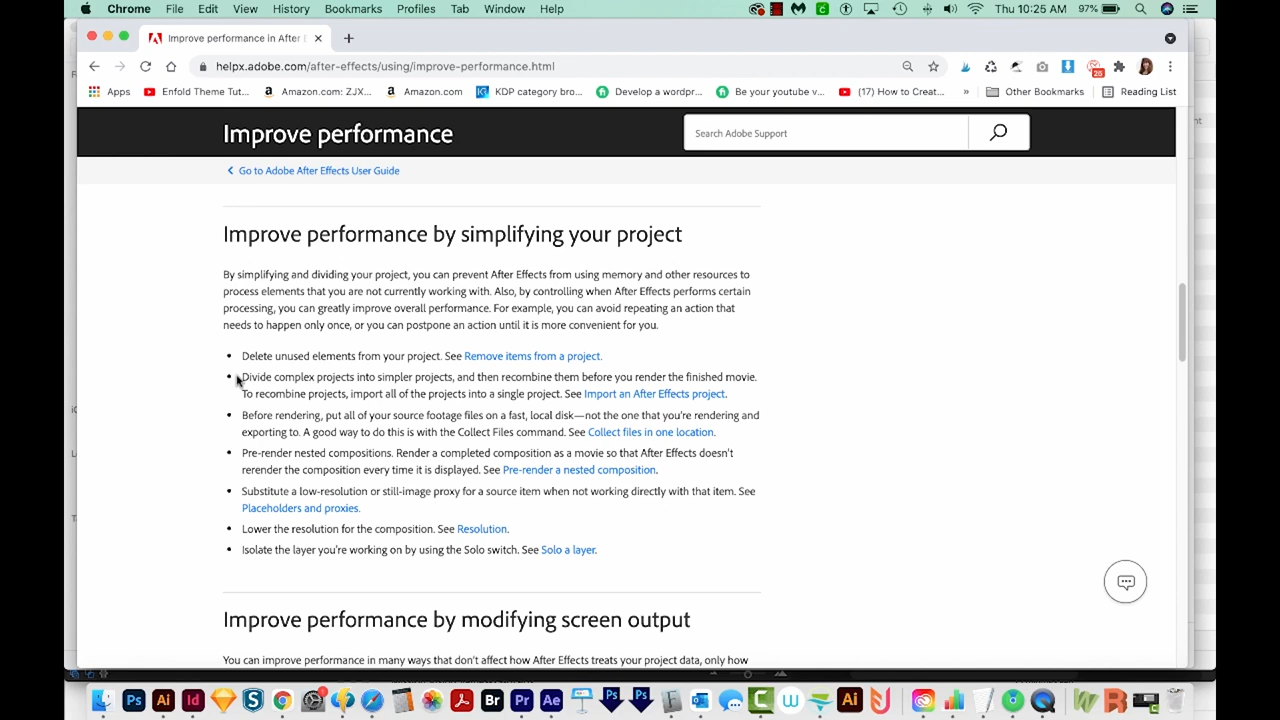 Chrome File Edit View History Bookmarks Profiles Tab Window Help Thu 10:25 AM 97%
Improve performance in After E
helpx.adobe.com/after-effects/using/improve-performance.html
25
Apps Enfold Theme Tut... Amazon.com: ZJX... Amazon.com KDP category bro... Develop a wordpr... Be your youtube v... (17) How to Creat... » Other Bookmarks Reading List
Improve performance
Search Adobe Support
Go to Adobe After Effects User Guide
Improve performance by simplifying your project
By simplifying and dividing your project, you can prevent After Effects from using memory and other resources to
process elements that you are not currently working with. Also, by controlling when After Effects performs certain
processing, you can greatly improve overall performance. For example, you can avoid repeating an action that
needs to happen only once, or you can postpone an action until it is more convenient for you.
• Delete unused elements from your project. See Remove items from a project.
• Divide complex projects into simpler projects, and then recombine them before you render the finished movie.
To recombine projects, import all of the projects into a single project. See Import an After Effects project.
• Before rendering, put all of your source footage files on a fast, local disk—not the one that you're rendering and
exporting to. A good way to do this is with the Collect Files command. See Collect files in one location.
• Pre-render nested compositions. Render a completed composition as a movie so that After Effects doesn't
rerender the composition every time it is displayed. See Pre-render a nested composition.
• Substitute a low-resolution or still-image proxy for a source item when not working directly with that item. See
Placeholders and proxies.
• Lower the resolution for the composition. See Resolution.
• Isolate the layer you're working on by using the Solo switch. See Solo a layer.
Improve performance by modifying screen output
You can improve performance in many ways that don't affect how After Effects treats your project data, only how
Ps Ai Id S Br Pr Ae Ps Ps W Ai